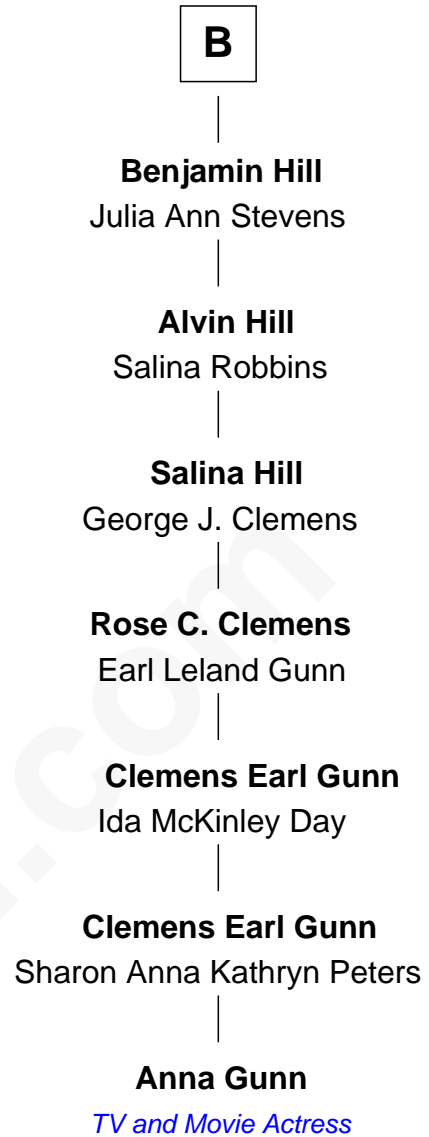 B
Benjamin Hill
Julia Ann Stevens
Alvin Hill
Salina Robbins
Salina Hill
George J. Clemens
Rose C. Clemens
Earl Leland Gunn
Clemens Earl Gunn
Ida McKinley Day
Clemens Earl Gunn
Sharon Anna Kathryn Peters
Anna Gunn
TV and Movie Actress